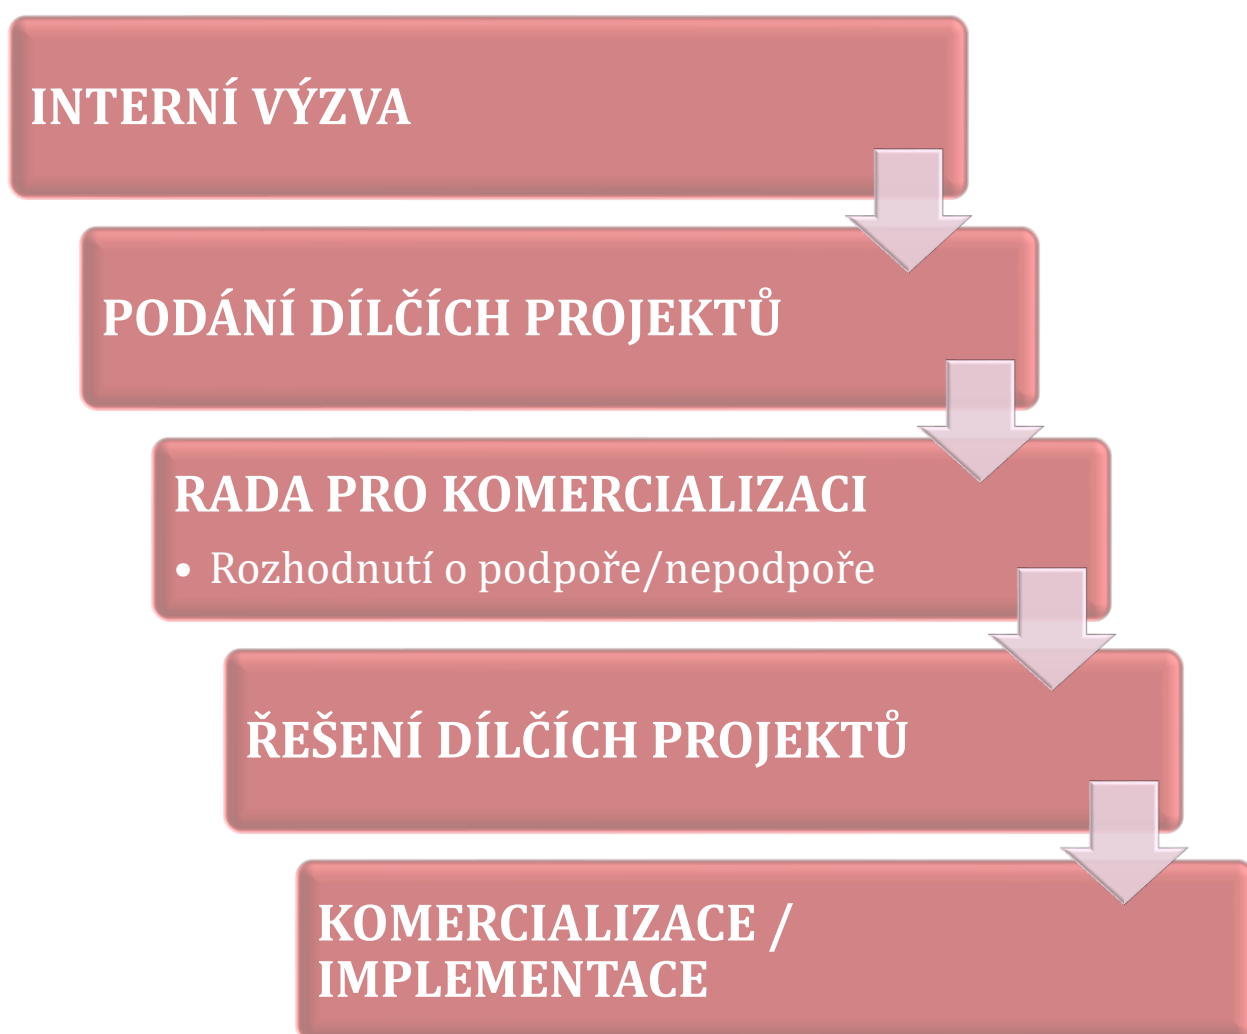 INTERNÍ VÝZVA
PODÁNÍ DÍLČÍCH PROJEKTŮ
RADA PRO KOMERCIALIZACI
• Rozhodnutí o podpoře/nepodpoře
ŘEŠENÍ DÍLČÍCH PROJEKTŮ
KOMERCIALIZACE /
IMPLEMENTACE